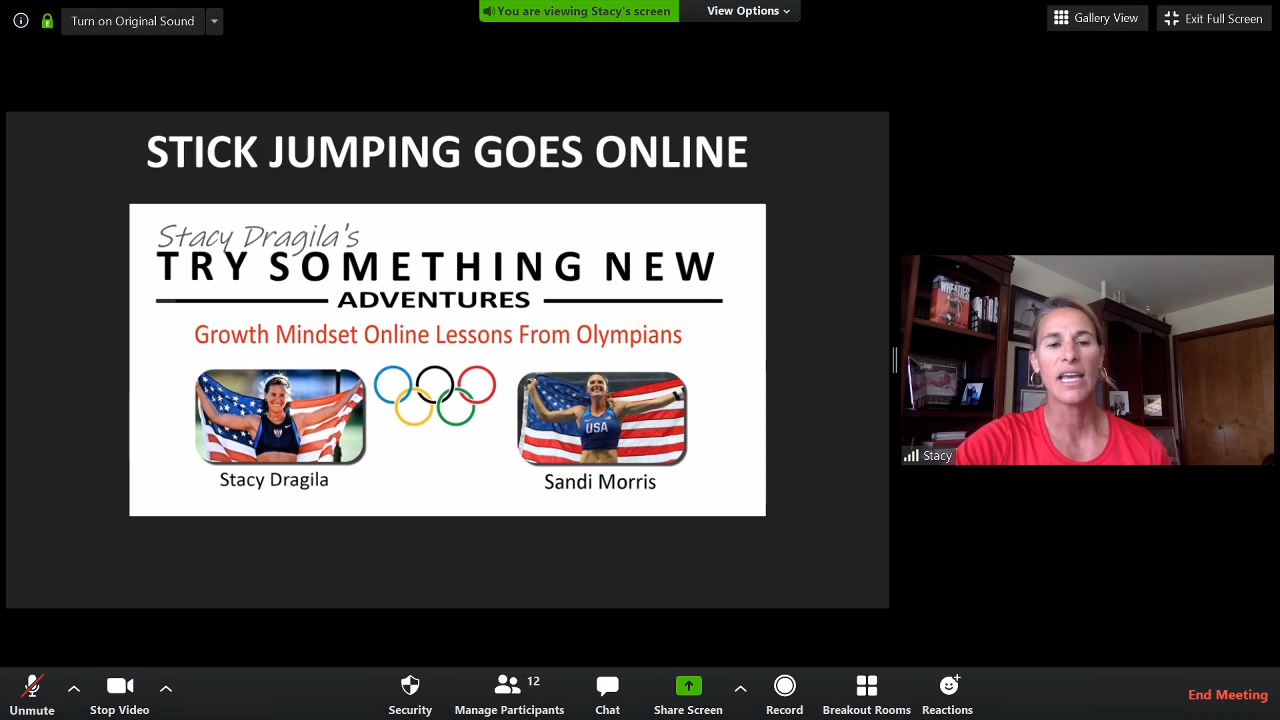 Turn on Original Sound
You are viewing Stacy's screen
View Options
Gallery View
Exit Full Screen
STICK JUMPING GOES ONLINE
Stacy Dragila's
TRY SOMETHING NEW
ADVENTURES
Growth Mindset Online Lessons From Olympians
USA
Stacy Dragila
Sandi Morris
WHEATIES
Stacy
Unmute
Stop Video
Security
12
Manage Participants
Chat
Share Screen
Record
Breakout Rooms
Reactions
End Meeting